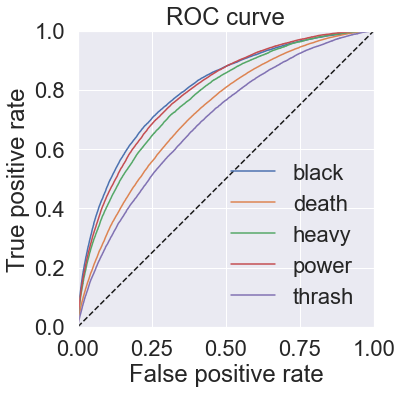 ROC curve
True positive rate
1.0
0.8
0.6
0.4
0.2
0.0
black
death
heavy
power
thrash
0.00 0.25 0.50 0.75 1.00
False positive rate